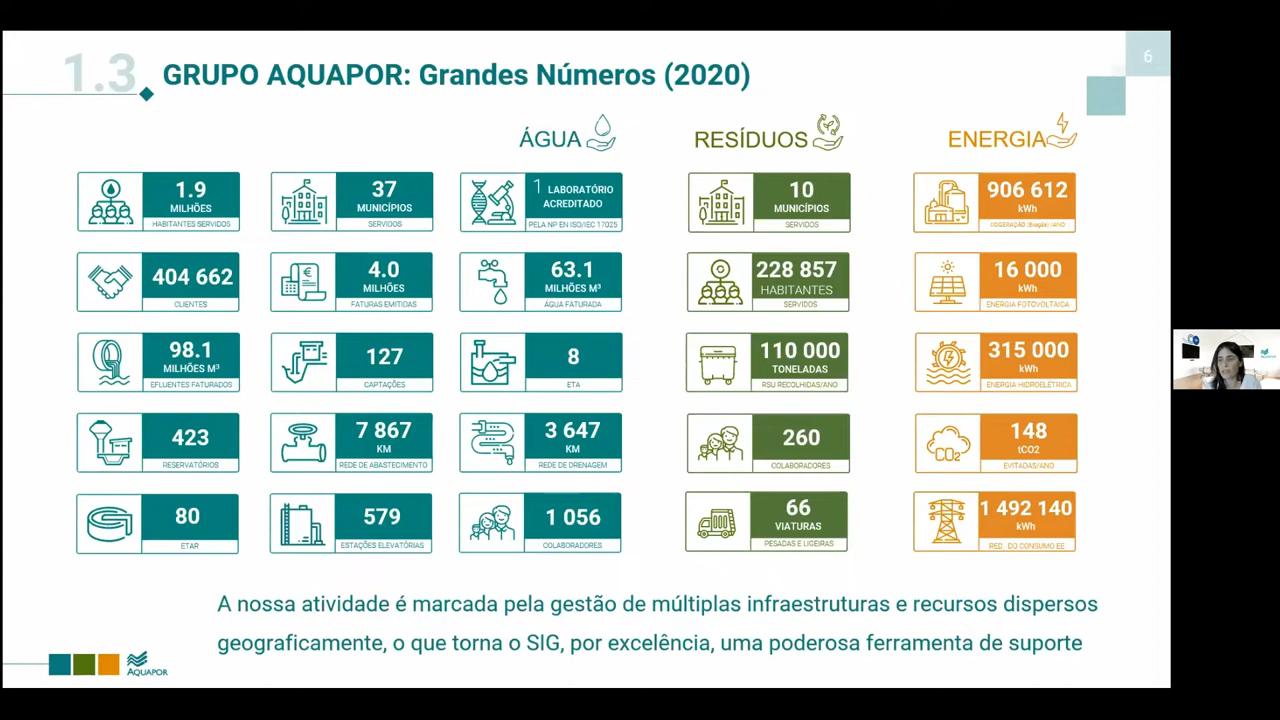 1.3
GRUPO AQUAPOR: Grandes Números (2020)
6
ÁGUA
1.9
MILHÕES
HABITANTES SERVIDOS
37
MUNICÍPIOS
SERVIDOS
1 LABORATÓRIO
ACREDITADO
PELA NP EN ISO/IEC 17025
404 662
CLIENTES
4.0
MILHÕES
FATURAS EMITIDAS
63.1
MILHÕES M³
ÁGUA FATURADA
98.1
MILHÕES M³
EFLUENTES FATURADOS
127
CAPTAÇÕES
8
ETA
423
RESERVATÓRIOS
7 867
KM
REDE DE ABASTECIMENTO
3 647
KM
REDE DE DRENAGEM
80
ETAR
579
ESTAÇÕES ELEVATÓRIAS
1 056
COLABORADORES
RESÍDUOS
10
MUNICÍPIOS
SERVIDOS
228 857
HABITANTES
SERVIDOS
110 000
TONELADAS
RSU RECOLHIDAS/ANO
260
COLABORADORES
66
VIATURAS
PESADAS E LIGEIRAS
ENERGIA
906 612
kWh
COGERAÇÃO (Biogás) /ANO
16 000
kWh
ENERGIA FOTOVOLTAICA
315 000
kWh
ENERGIA HIDROELÉTRICA
CO2
148
tCO2
EVITADAS/ANO
1 492 140
kWh
RED. DO CONSUMO EE
A nossa atividade é marcada pela gestão de múltiplas infraestruturas e recursos dispersos
geograficamente, o que torna o SIG, por excelência, uma poderosa ferramenta de suporte
AQUAPOR